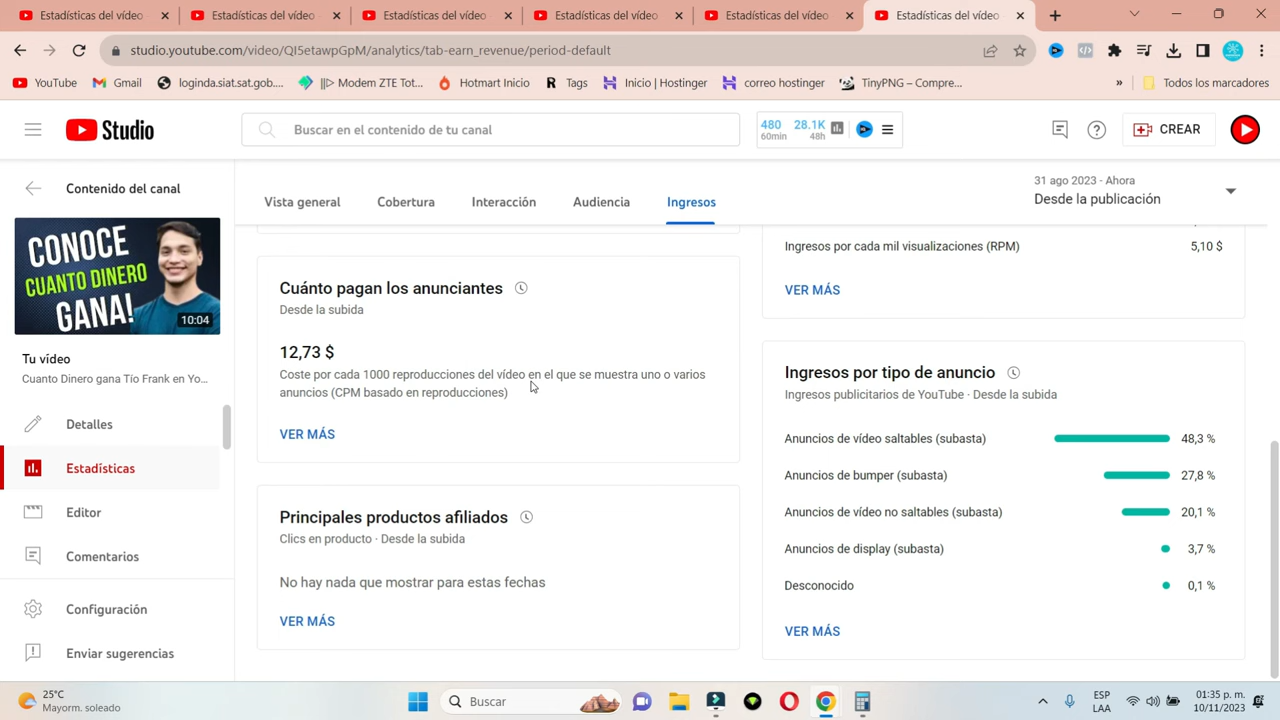 Estadísticas del vídeo
Estadísticas del vídeo
Estadísticas del vídeo
Estadísticas del vídeo
Estadísticas del vídeo
Estadísticas del vídeo
studio.youtube.com/video/QI5etawpGpM/analytics/tab-earn_revenue/period-default
YouTube
Gmail
loginda.siat.sat.gob....
||▷ Modem ZTE Tot...
Hotmart Inicio
R Tags
Inicio | Hostinger
correo hostinger
TinyPNG – Compre...
»
Todos los marcadores
Studio
Buscar en el contenido de tu canal
480
60min
28.1K
48h
CREAR
Contenido del canal
CONOCE
CUANTO DINERO
GANA!
10:04
Tu vídeo
Cuanto Dinero gana Tío Frank en Yo...
Detalles
Estadísticas
Editor
Comentarios
Configuración
Enviar sugerencias
Vista general
Cobertura
Interacción
Audiencia
Ingresos
31 ago 2023 - Ahora
Desde la publicación
Cuánto pagan los anunciantes
Desde la subida
12,73 $
Coste por cada 1000 reproducciones del vídeo en el que se muestra uno o varios
anuncios (CPM basado en reproducciones)
VER MÁS
Principales productos afiliados
Clics en producto · Desde la subida
No hay nada que mostrar para estas fechas
VER MÁS
Ingresos por cada mil visualizaciones (RPM) 5,10 $
VER MÁS
Ingresos por tipo de anuncio
Ingresos publicitarios de YouTube · Desde la subida
Anuncios de vídeo saltables (subasta) 48,3 %
Anuncios de bumper (subasta) 27,8 %
Anuncios de vídeo no saltables (subasta) 20,1 %
Anuncios de display (subasta) 3,7 %
Desconocido 0,1 %
VER MÁS
25°C
Mayorm. soleado
Buscar
ESP
LAA
01:35 p. m.
10/11/2023